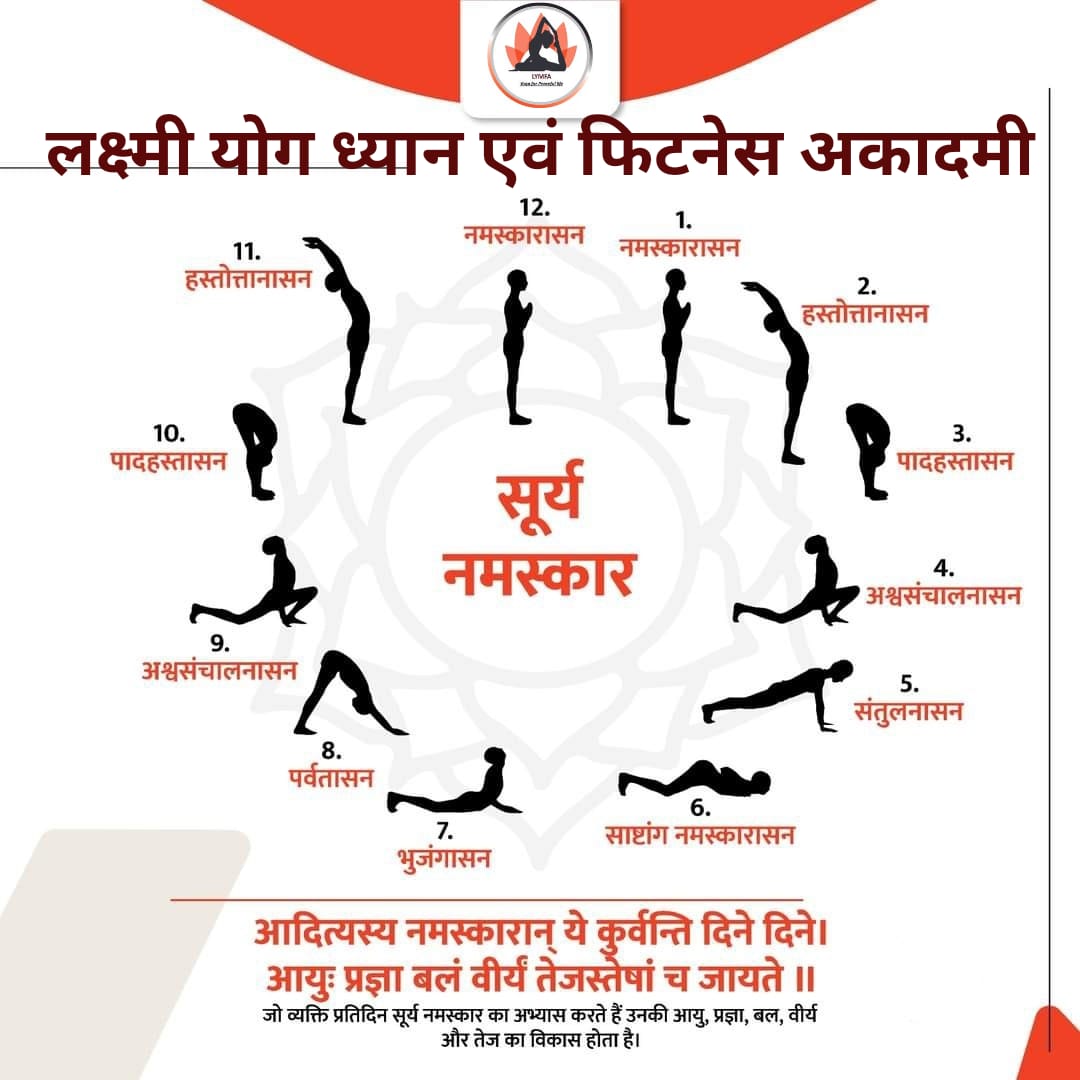 LYMFA
लक्ष्मी योग ध्यान एवं फिटनेस अकादमी
12.
नमस्कारासन
1.
नमस्कारासन
2.
हस्तोत्तानासन
3.
पादहस्तासन
4.
अश्वसंचालनासन
5.
संतुलनासन
6.
साष्टांग नमस्कारासन
7.
भुजंगासन
8.
पर्वतासन
9.
अश्वसंचालनासन
10.
पादहस्तासन
11.
हस्तोत्तानासन
सूर्य
नमस्कार
आदित्यस्य नमस्कारान् ये कुर्वन्ति दिने दिने।
आयुः प्रज्ञा बलं वीर्यं तेजस्तेषां च जायते ॥
जो व्यक्ति प्रतिदिन सूर्य नमस्कार का अभ्यास करते हैं उनकी आयु, प्रज्ञा, बल, वीर्य
और तेज का विकास होता है।